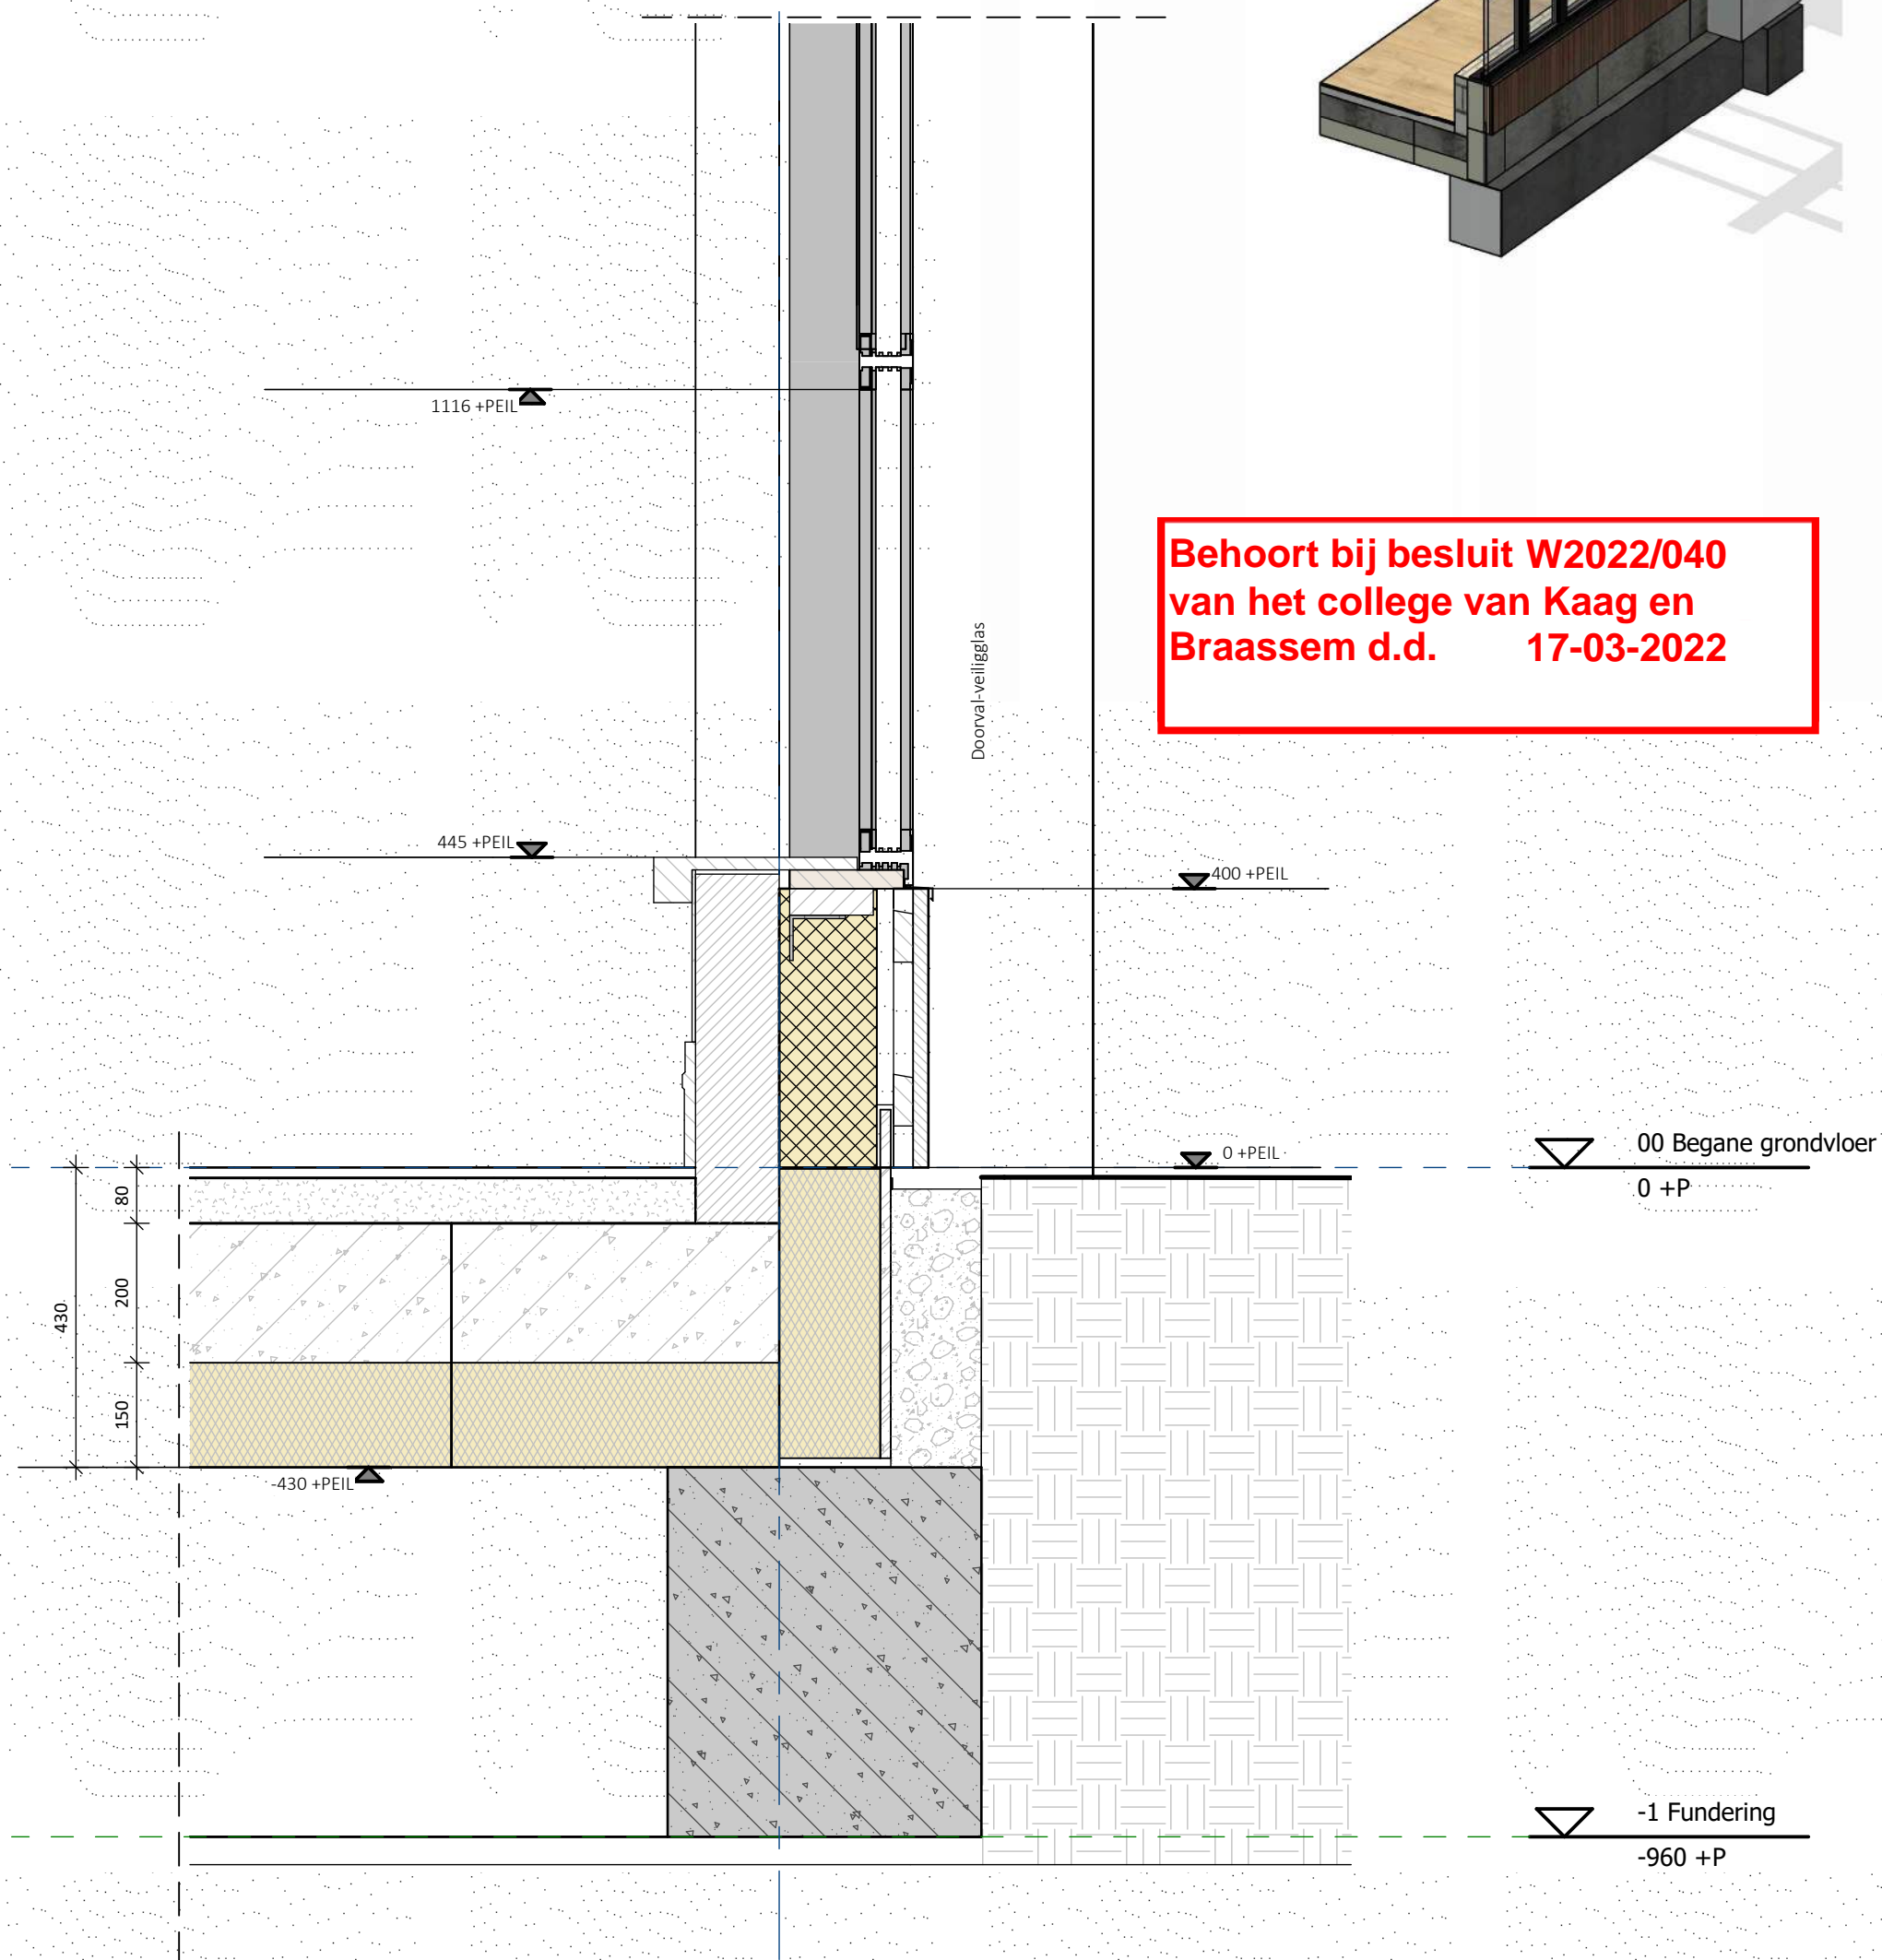 1116 +PEIL
Behoort bij besluit W2022/040
van het college van Kaag en
Braassem d.d. 17-03-2022
Doorval-veiligglas
445 +PEIL
400 +PEIL
0 +PEIL
00 Begane grondvloer
0 +P
80
200
430
150
-430 +PEIL
-1 Fundering
-960 +P